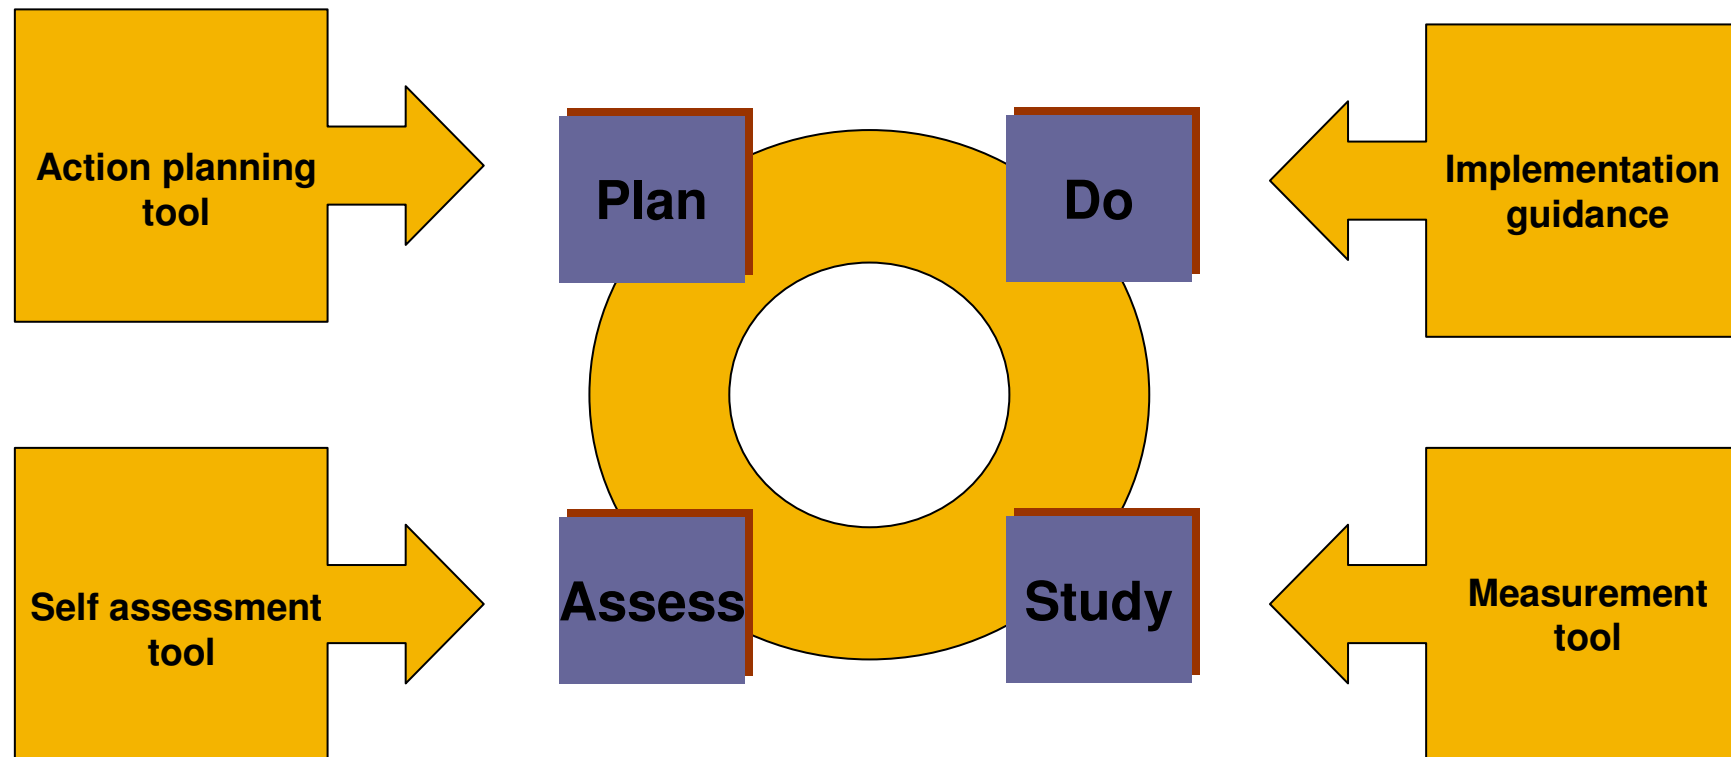 Action planning
tool
Plan
Do
Implementation
guidance
Self assessment
tool
Assess
Study
Measurement
tool